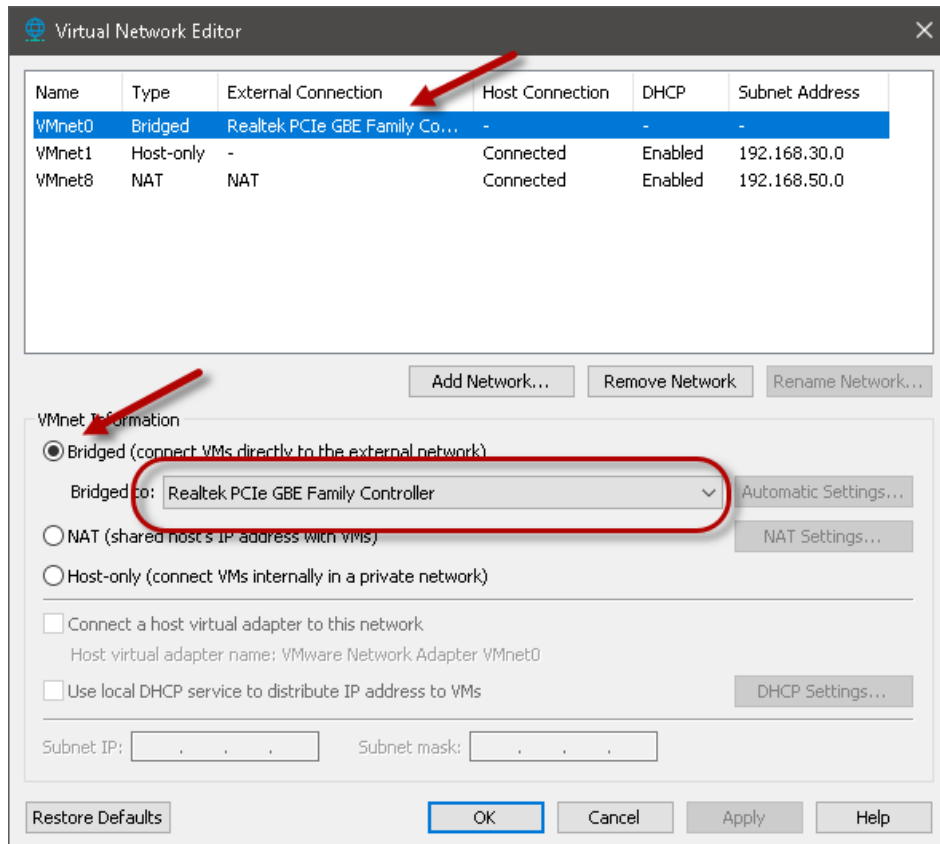 Virtual Network Editor
Name Type External Connection Host Connection DHCP Subnet Address
VMnet0 Bridged Realtek PCIe GBE Family Co... - - -
VMnet1 Host-only - Connected Enabled 192.168.30.0
VMnet8 NAT NAT Connected Enabled 192.168.50.0
Add Network... Remove Network Rename Network...
VMnet Information
Bridged (connect VMs directly to the external network)
Bridged to: Realtek PCIe GBE Family Controller Automatic Settings...
NAT (shared host's IP address with VMs) NAT Settings...
Host-only (connect VMs internally in a private network)
Connect a host virtual adapter to this network
Host virtual adapter name: VMware Network Adapter VMnet0
Use local DHCP service to distribute IP address to VMs DHCP Settings...
Subnet IP: . . . Subnet mask: . . .
Restore Defaults OK Cancel Apply Help